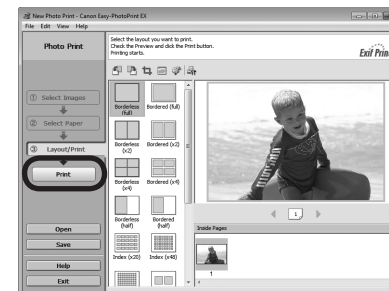 New Photo Print - Canon Easy-PhotoPrint EX
File Edit View Help
Photo Print
Select the layout you want to print.
Check the Preview and click the Print button.
Printing starts.
Exif Prin
① Select Images
② Select Paper
③ Layout/Print
Print
Open
Save
Help
Exit
Borderless (full)
Bordered (full)
Borderless (x2)
Bordered (x2)
Borderless (x4)
Bordered (x4)
Borderless (half)
Bordered (half)
Index (x20)
Index (x48)
1
Inside Pages
1